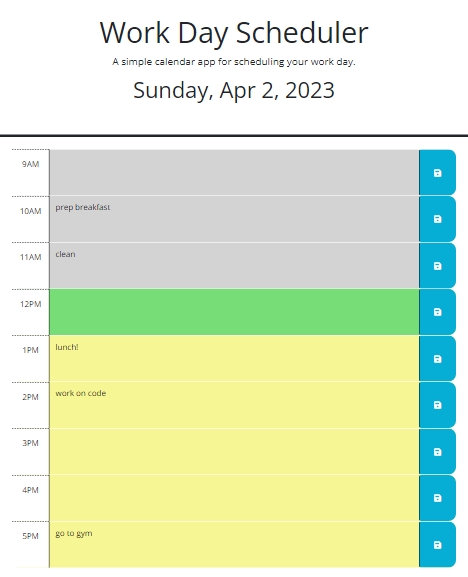 Work Day Scheduler
A simple calendar app for scheduling your work day.
Sunday, Apr 2, 2023
9AM
10AM prep breakfast
11AM clean
12PM
1PM lunch!
2PM work on code
3PM
4PM
5PM go to gym